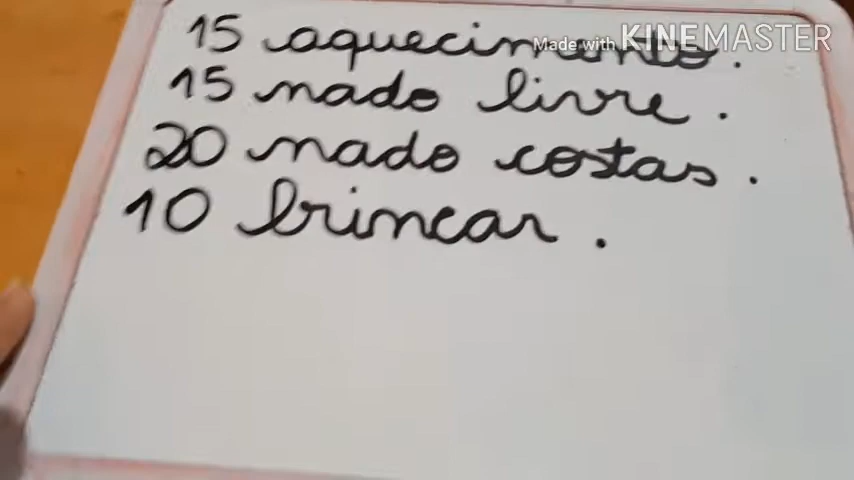 15 aquecimento.
Made with KINEMASTER
15 nado livre.
20 nado costas.
10 brincar.